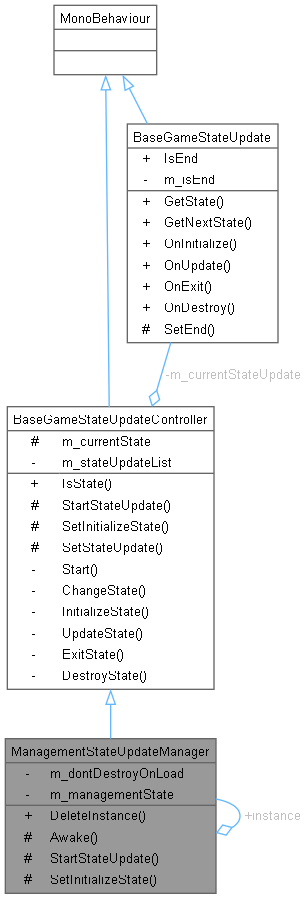 MonoBehaviour
BaseGameStateUpdate
+ IsEnd
- m_isEnd
+ GetState()
+ GetNextState()
+ OnInitialize()
+ OnUpdate()
+ OnExit()
+ OnDestroy()
# SetEnd()
-m_currentStateUpdate
BaseGameStateUpdateController
# m_currentState
- m_stateUpdateList
+ IsState()
# StartStateUpdate()
# SetInitializeState()
# SetStateUpdate()
- Start()
- ChangeState()
- InitializeState()
- UpdateState()
- ExitState()
- DestroyState()
ManagementStateUpdateManager
- m_dontDestroyOnLoad
- m_managementState
+ DeleteInstance()
# Awake()
# StartStateUpdate()
# SetInitializeState()
+instance